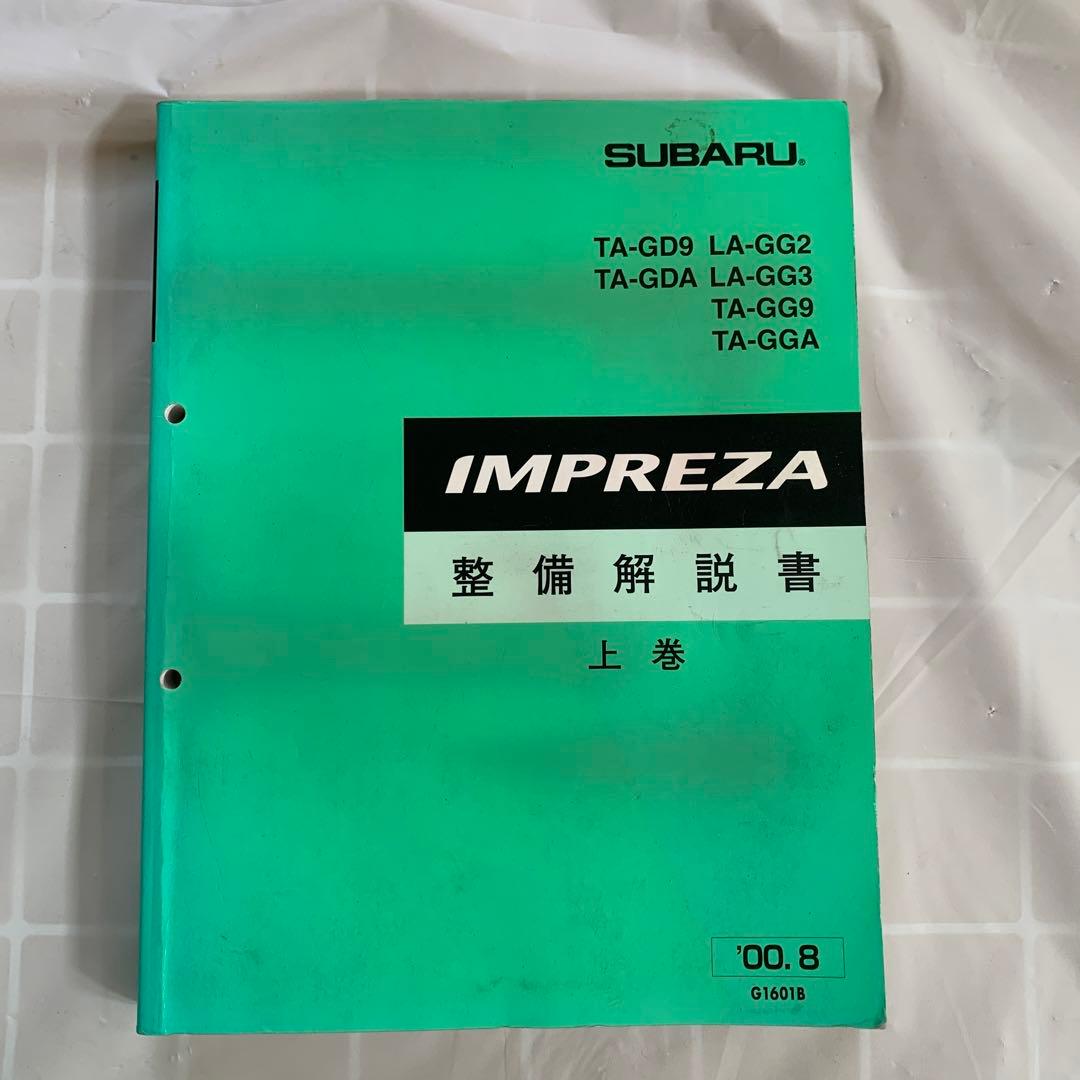 SUBARU®
TA-GD9 LA-GG2
TA-GDA LA-GG3
TA-GG9
TA-GGA
IMPREZA
整備解説書
上巻
'00.8
G1601B